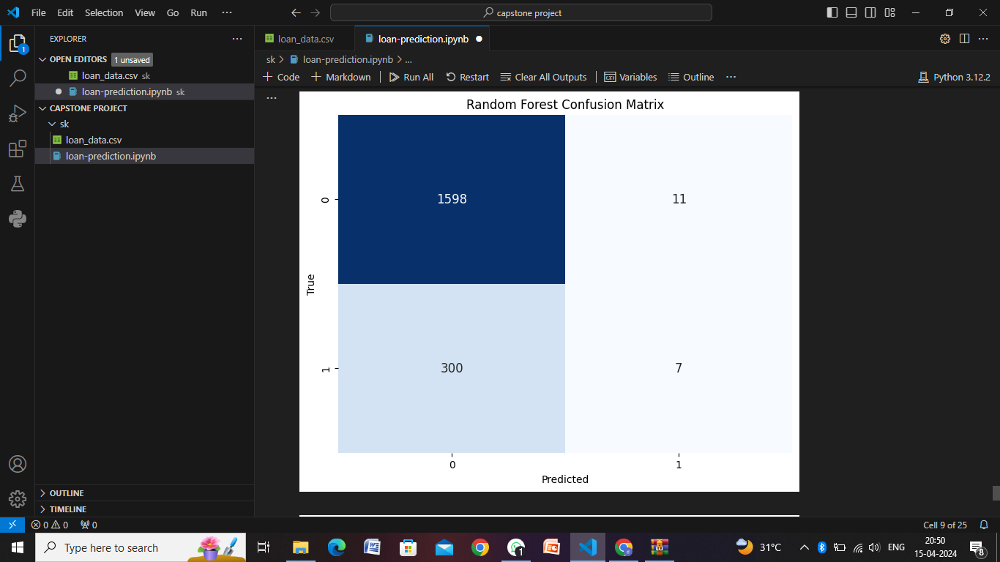 File Edit Selection View Go Run ··· capstone project
EXPLORER ···
OPEN EDITORS 1 unsaved
loan_data.csv sk
loan-prediction.ipynb sk
CAPSTONE PROJECT
sk
loan_data.csv
loan-prediction.ipynb
OUTLINE
TIMELINE
1
loan_data.csv loan-prediction.ipynb
sk > loan-prediction.ipynb > ...
Code Markdown Run All Restart Clear All Outputs Variables Outline ··· Python 3.12.2
Random Forest Confusion Matrix
0 1598 11
True
1 300 7
0 1
Predicted
0 0 0 Cell 9 of 25
Type here to search 31°C ENG 20:50
15-04-2024 8